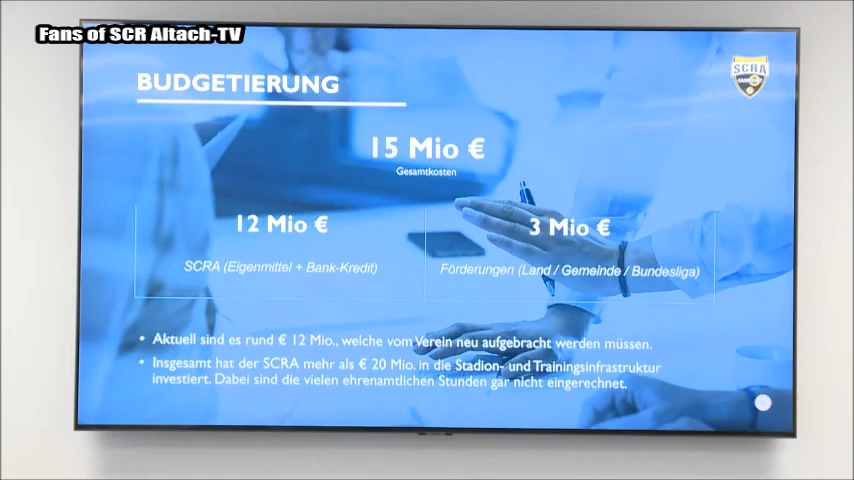 Fans of SCR Altach-TV
BUDGETIERUNG
SCRA
15 Mio €
Gesamtkosten
12 Mio €
3 Mio €
SCRA (Eigenmittel + Bank-Kredit)
Förderungen (Land / Gemeinde / Bundesliga)
• Aktuell sind es rund € 12 Mio., welche vom Verein neu aufgebracht werden müssen.
• Insgesamt hat der SCRA mehr als € 20 Mio. in die Stadion- und Trainingsinfrastruktur
investiert. Dabei sind die vielen ehrenamtlichen Stunden gar nicht eingerechnet.